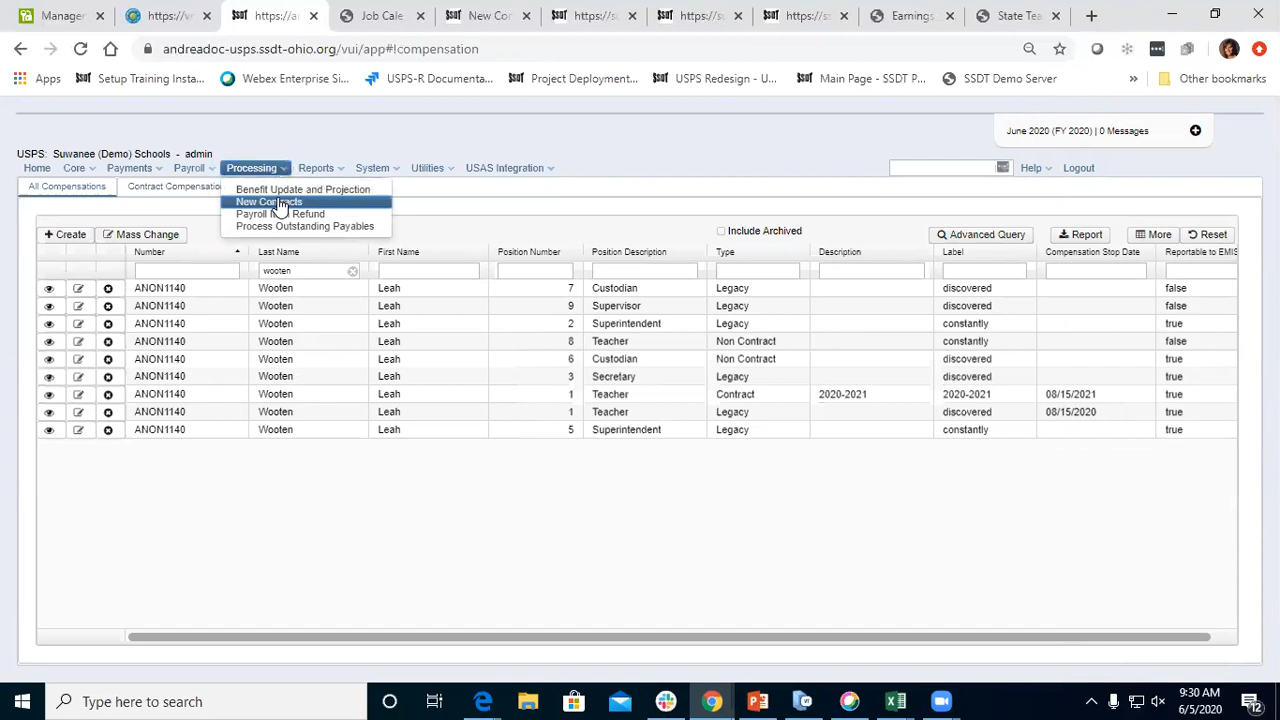 Manager
https://w
https://a
Job Cale
New Cor
https://s
https://
https://s
Earnings
State Tea
andreadoc-usps.ssdt-ohio.org/vui/app#!compensation
Apps Setup Training Insta... Webex Enterprise Si... USPS-R Documenta... Project Deployment... USPS Redesign - U... Main Page - SSDT P... SSDT Demo Server » Other bookmarks
June 2020 (FY 2020) | 0 Messages
USPS: Suwanee (Demo) Schools - admin
Home Core Payments Payroll Processing Reports System Utilities USAS Integration Help Logout
All Compensations Contract Compensation
Benefit Update and Projection
New Contracts
Payroll Refund
Process Outstanding Payables
Create Mass Change Include Archived Advanced Query Report More Reset
Number Last Name First Name Position Number Position Description Type Description Label Compensation Stop Date Reportable to EMIS
wooten
ANON1140 Wooten Leah 7 Custodian Legacy discovered false
ANON1140 Wooten Leah 9 Supervisor Legacy discovered false
ANON1140 Wooten Leah 2 Superintendent Legacy constantly true
ANON1140 Wooten Leah 8 Teacher Non Contract constantly false
ANON1140 Wooten Leah 6 Custodian Non Contract discovered true
ANON1140 Wooten Leah 3 Secretary Legacy discovered true
ANON1140 Wooten Leah 1 Teacher Contract 2020-2021 2020-2021 08/15/2021 true
ANON1140 Wooten Leah 1 Teacher Legacy discovered 08/15/2020 true
ANON1140 Wooten Leah 5 Superintendent Legacy constantly true
Type here to search
9:30 AM
6/5/2020
12